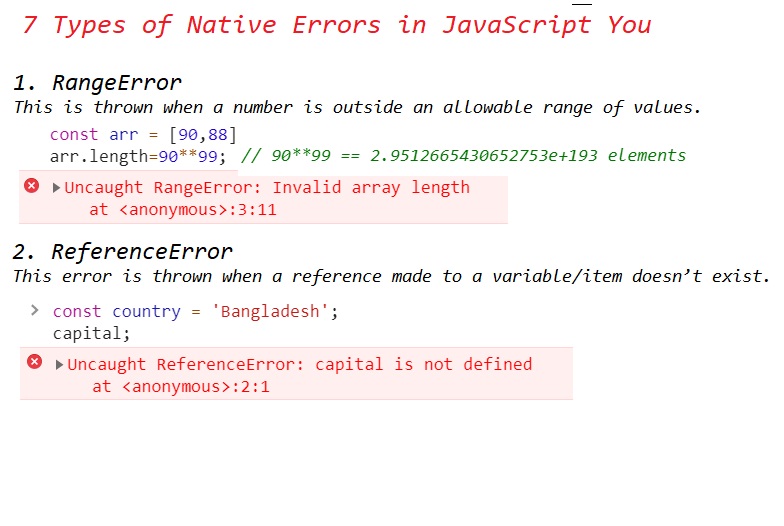 7 Types of Native Errors in JavaScript You
1. RangeError
This is thrown when a number is outside an allowable range of values.
const arr = [90,88]
arr.length=90**99; // 90**99 == 2.9512665430652753e+193 elements
Uncaught RangeError: Invalid array length
at <anonymous>:3:11
2. ReferenceError
This error is thrown when a reference made to a variable/item doesn’t exist.
const country = 'Bangladesh';
capital;
Uncaught ReferenceError: capital is not defined
at <anonymous>:2:1